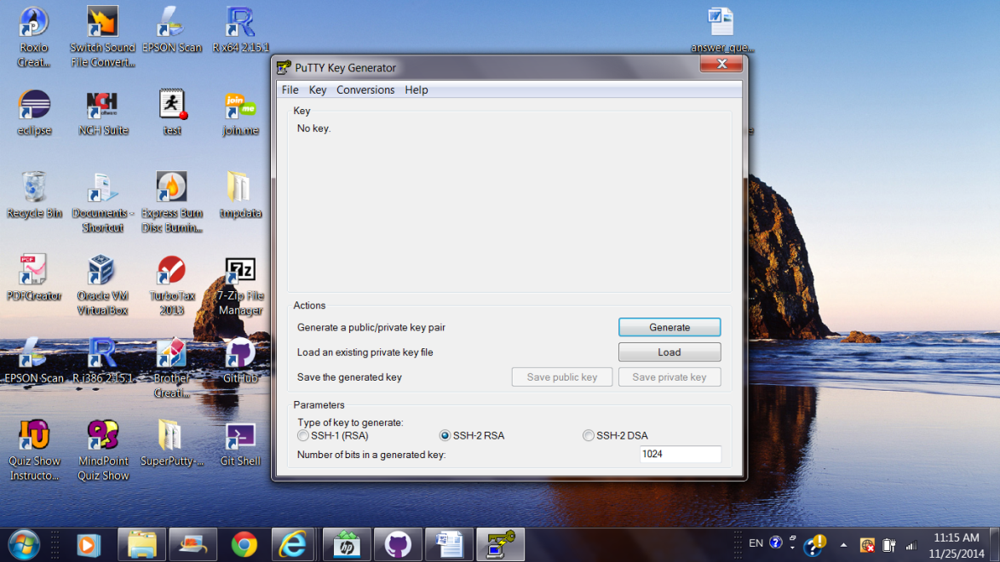 Roxio
Creat...
Switch Sound
File Convert...
EPSON Scan
R x64 2.15.1
answer_que...
eclipse
NCH
NCH Suite
test
join
me
join.me
Recycle Bin
Documents -
Shortcut
Express Burn
Disc Burnin...
tmpdata
PDF
PDFCreator
Oracle VM
VirtualBox
TurboTax
2013
7z
7-Zip File
Manager
EPSON Scan
R i386 2.15.1
Brother
Creati...
GitHub
Quiz Show
Instructo...
MindPoint
Quiz Show
SuperPutty-...
Git Shell
PuTTY Key Generator
File Key Conversions Help
Key
No key.
Actions
Generate a public/private key pair
Generate
Load an existing private key file
Load
Save the generated key
Save public key
Save private key
Parameters
Type of key to generate:
SSH-1 (RSA)
SSH-2 RSA
SSH-2 DSA
Number of bits in a generated key:
1024
hp
EN
11:15 AM
11/25/2014